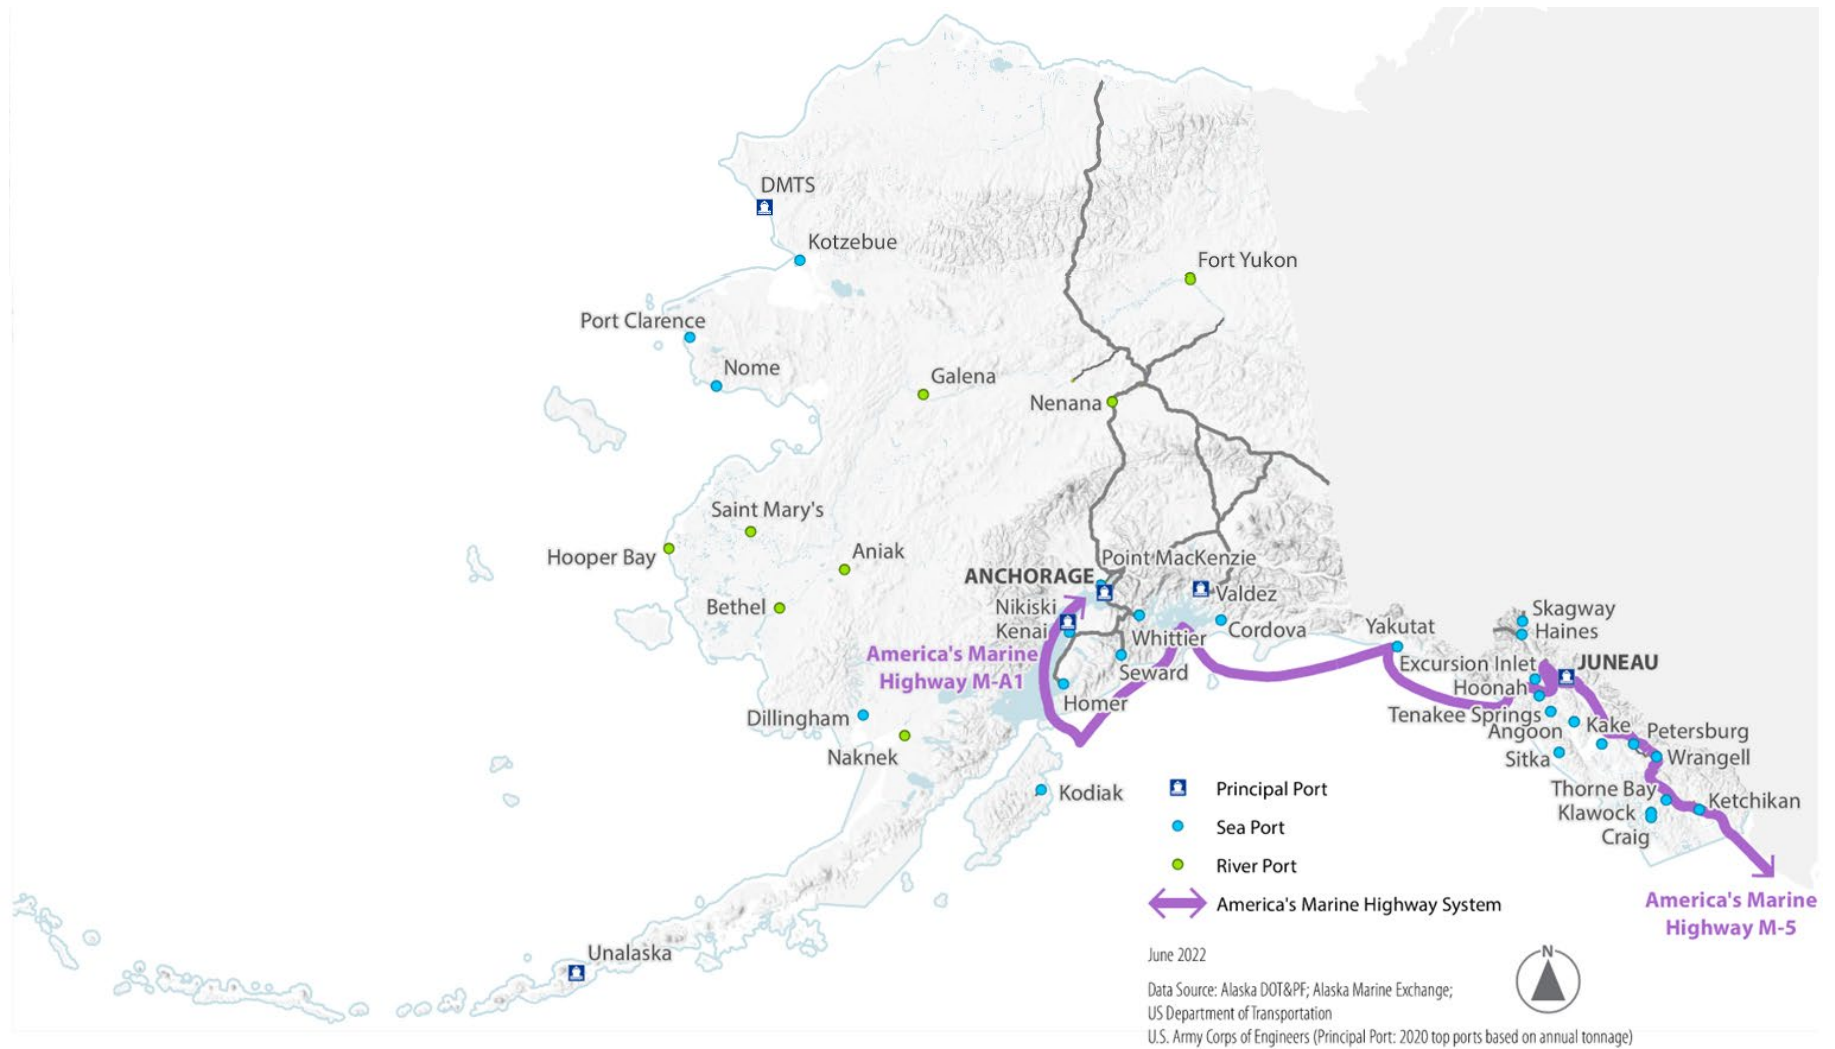 DMTS
Kotzebue
Fort Yukon
Port Clarence
Nome
Galena
Nenana
Saint Mary's
Hooper Bay
Aniak
Bethel
Point MacKenzie
ANCHORAGE
Valdez
Nikiski
Kenai
Whittier
Cordova
Yakutat
Skagway
Haines
America's Marine
Highway M-A1
Seward
Excursion Inlet
JUNEAU
Hoonah
Homer
Tenakee Springs
Angoon
Kake
Petersburg
Dillingham
Naknek
Sitka
Wrangell
Kodiak
Thorne Bay
Ketchikan
Klawock
Craig
Principal Port
Sea Port
River Port
America's Marine Highway System
America's Marine
Highway M-5
Unalaska
June 2022
N
Data Source: Alaska DOT&PF; Alaska Marine Exchange;
US Department of Transportation
U.S. Army Corps of Engineers (Principal Port: 2020 top ports based on annual tonnage)